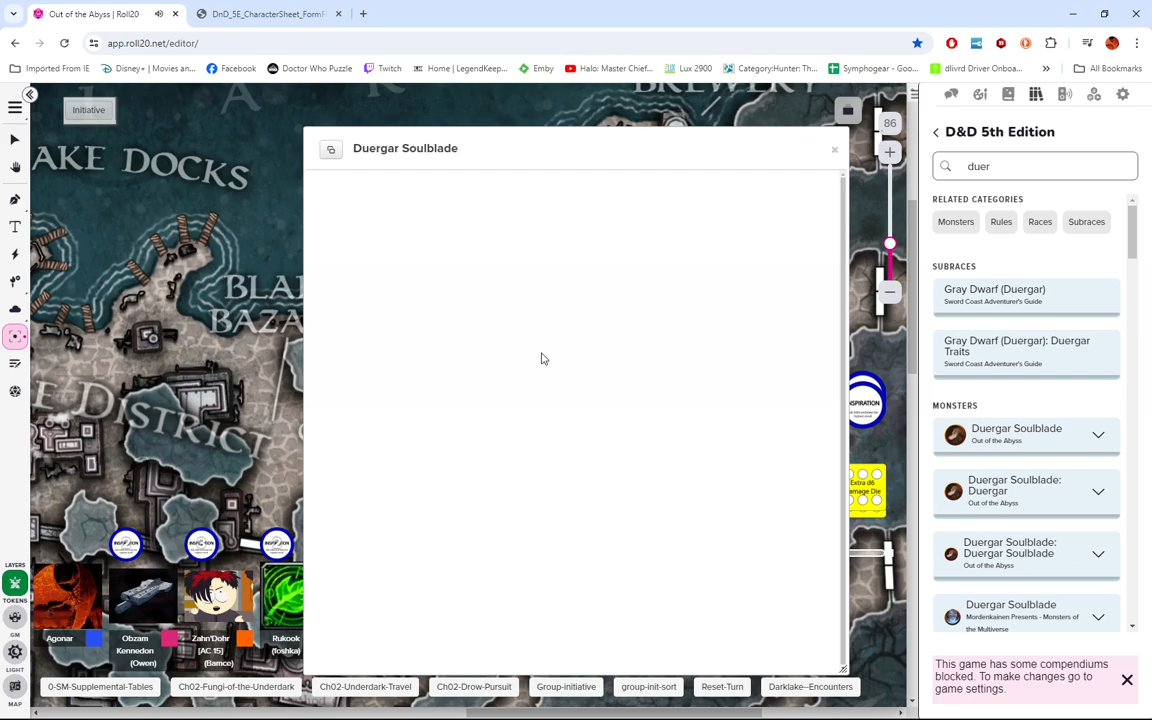 Out of the Abyss | Roll20
DnD_5E_CharacterSheet_FormF
app.roll20.net/editor/
Imported From IE
Disney+ | Movies an...
Facebook
Doctor Who Puzzle
Twitch
Home | LegendKeep...
Emby
Halo: Master Chief...
Lux 2900
Category:Hunter: Th...
Symphogear - Goo...
dlivrd Driver Onboa...
»
All Bookmarks
Initiative
BREWERY
86
AKE DOCKS
Duergar Soulblade
BLA
BAZA
E DISTRICT
INSPIRATION
Extra d6
amage Die
Agonar
Obzam
Kennedon
(Owen)
Zahn'Dohr
[AC 15]
(Bamce)
Rukook
(foshka)
LAYERS
TOKENS
GM
LIGHT
MAP
0-SM-Supplemental-Tables
Ch02-Fungi-of-the-Underdark
Ch02-Underdark-Travel
Ch02-Drow-Pursuit
Group-initiative
group-init-sort
Reset-Turn
Darklake--Encounters
D&D 5th Edition
duer
RELATED CATEGORIES
Monsters
Rules
Races
Subraces
SUBRACES
Gray Dwarf (Duergar)
Sword Coast Adventurer's Guide
Gray Dwarf (Duergar): Duergar
Traits
Sword Coast Adventurer's Guide
MONSTERS
Duergar Soulblade
Out of the Abyss
Duergar Soulblade:
Duergar
Out of the Abyss
Duergar Soulblade:
Duergar Soulblade
Out of the Abyss
Duergar Soulblade
Mordenkainen Presents - Monsters of
the Multiverse
This game has some compendiums
blocked. To make changes go to
game settings.